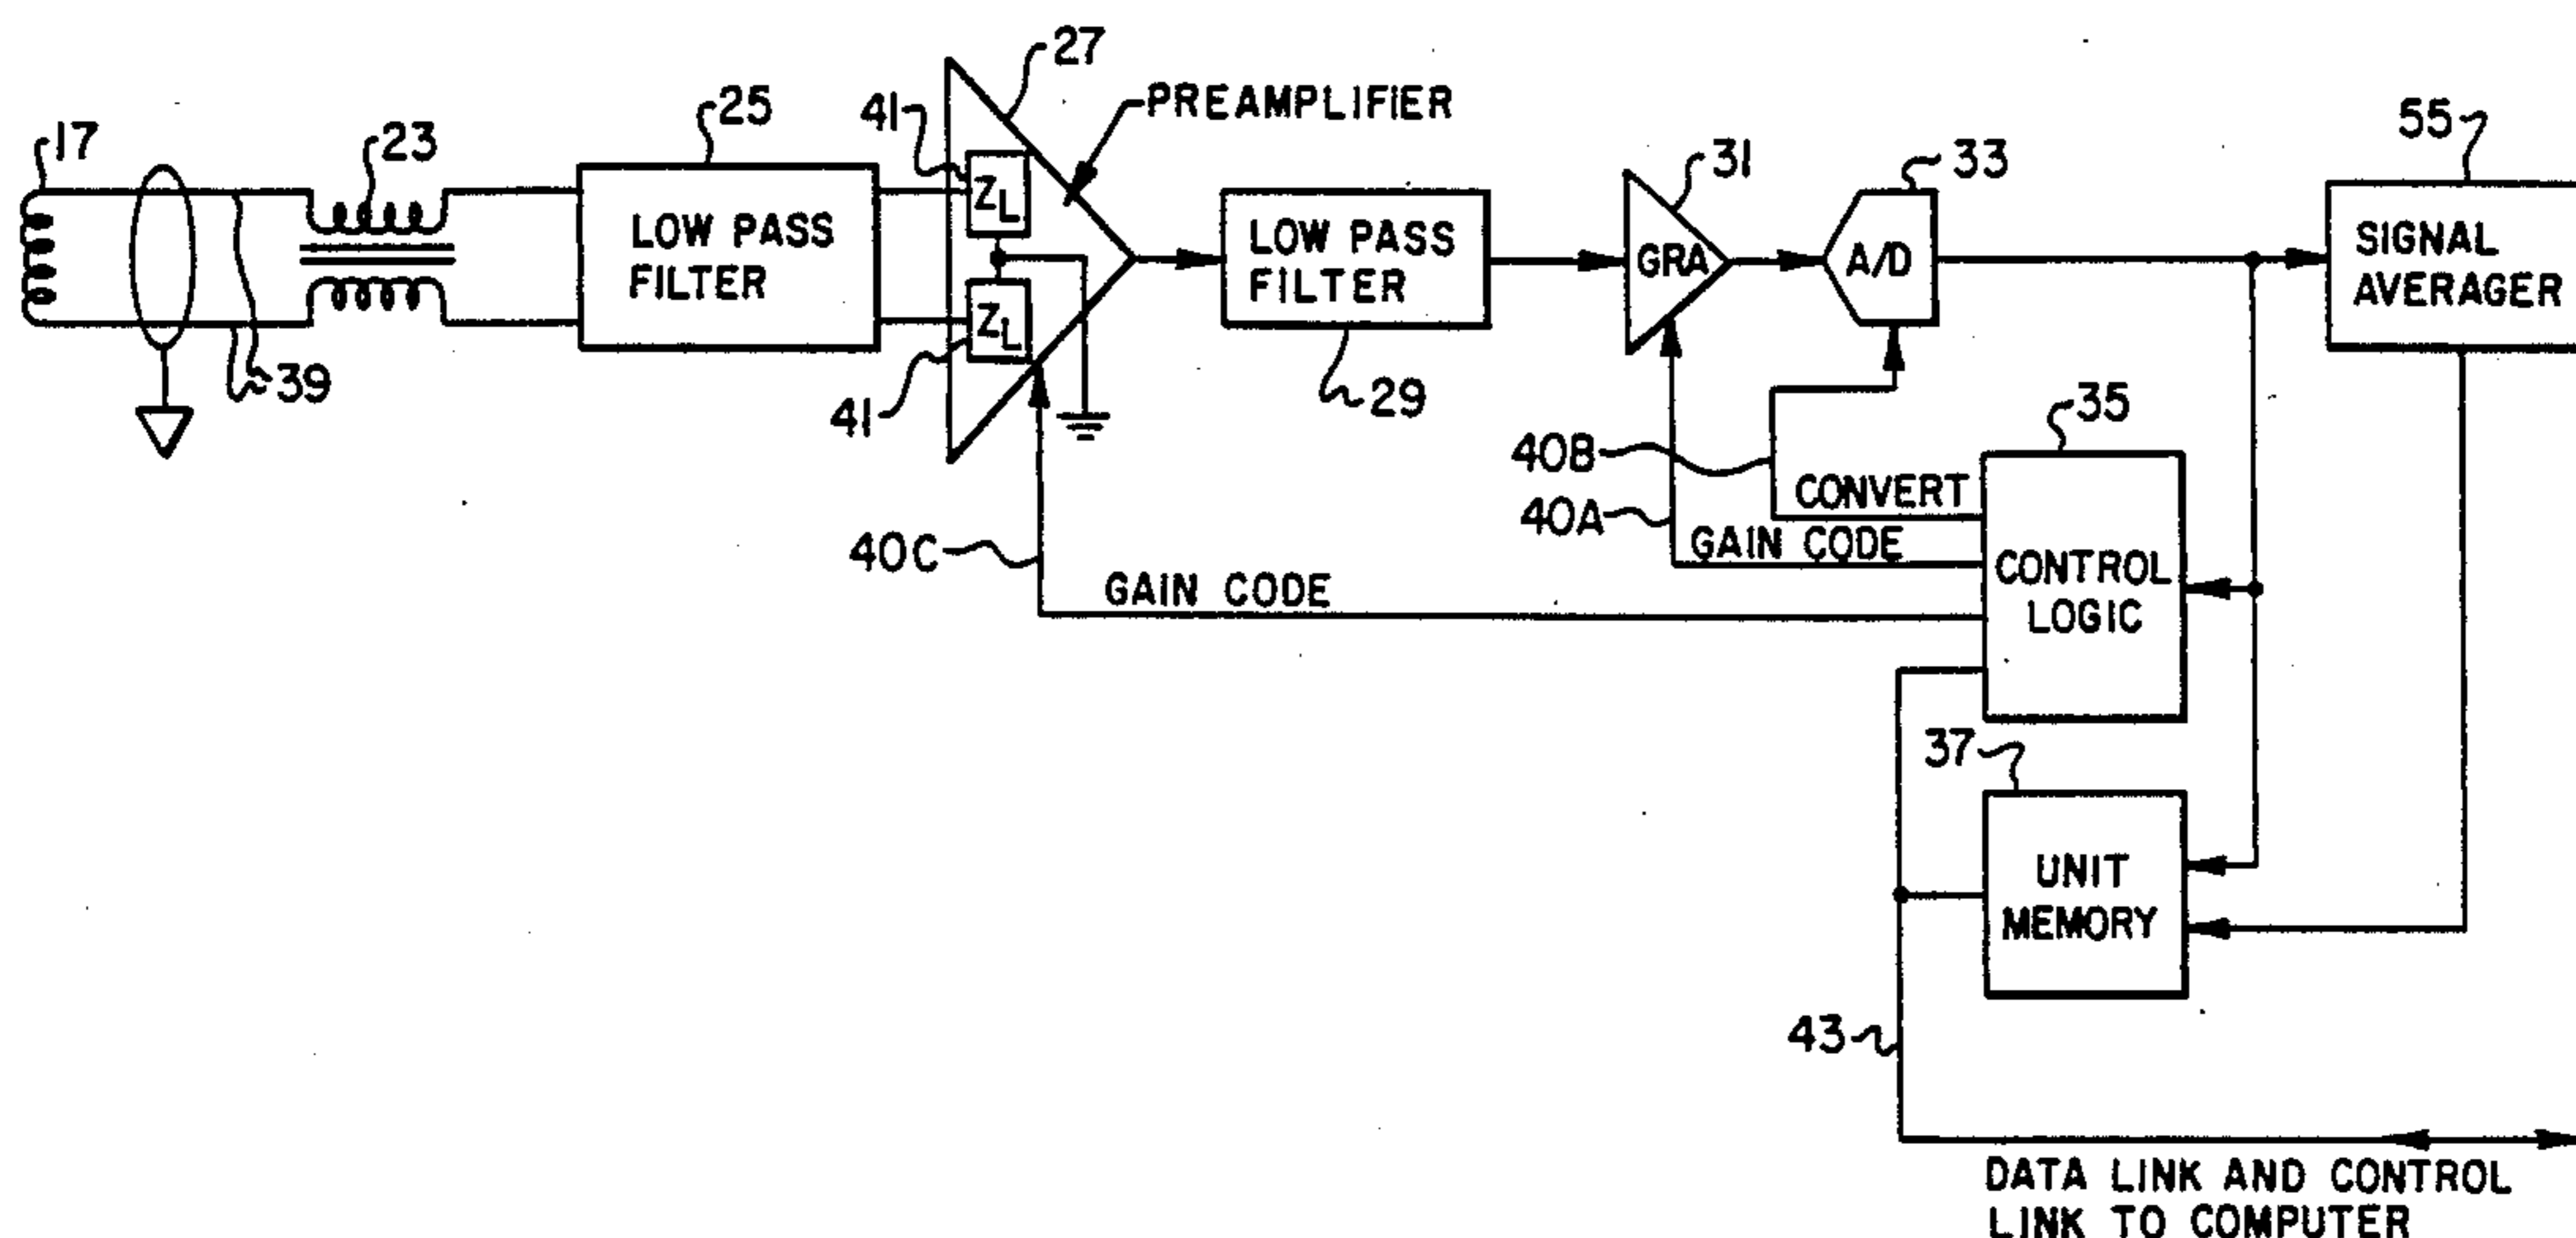 27
PREAMPLIFIER
25
41
17
23
55
31
33
LOW PASS
FILTER
ZL
ZL
LOW PASS
FILTER
GRA
A/D
SIGNAL
AVERAGER
39
41
29
35
40B
CONVERT
40A
GAIN CODE
40C
GAIN CODE
CONTROL
LOGIC
37
UNIT
MEMORY
43
DATA LINK AND CONTROL
LINK TO COMPUTER